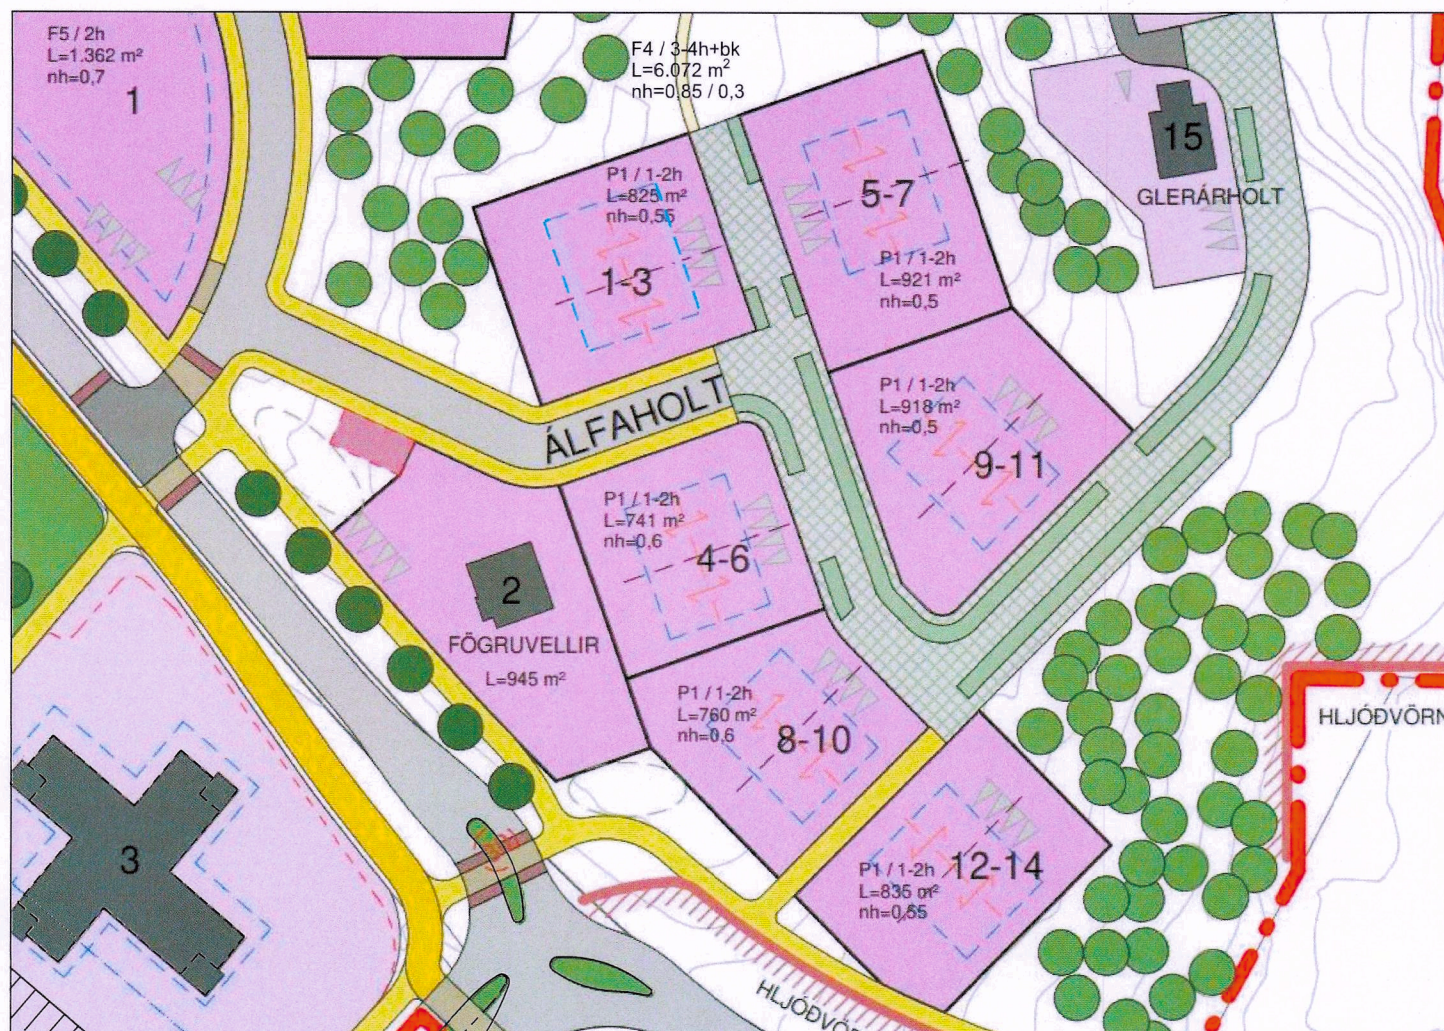 F5 / 2h
L=1.362 m²
nh=0,7
1
F4 / 3-4h+bk
L=6.072 m²
nh=0,85 / 0,3
P1 / 1-2h
L=825 m²
nh=0,55
1-3
5-7
P1 / 1-2h
L=921 m²
nh=0,5
15
GLERÁRHOLT
P1 / 1-2h
L=918 m²
nh=0,5
9-11
ÁLFAHOLT
P1 / 1-2h
L=741 m²
nh=0,6
4-6
2
FÖGRUVELLIR
L=945 m²
P1 / 1-2h
L=760 m²
nh=0,6
8-10
HLJÓÐVÖRN
3
12-14
P1 / 1-2h
L=835 m²
nh=0,55
HLJÓÐVÖR